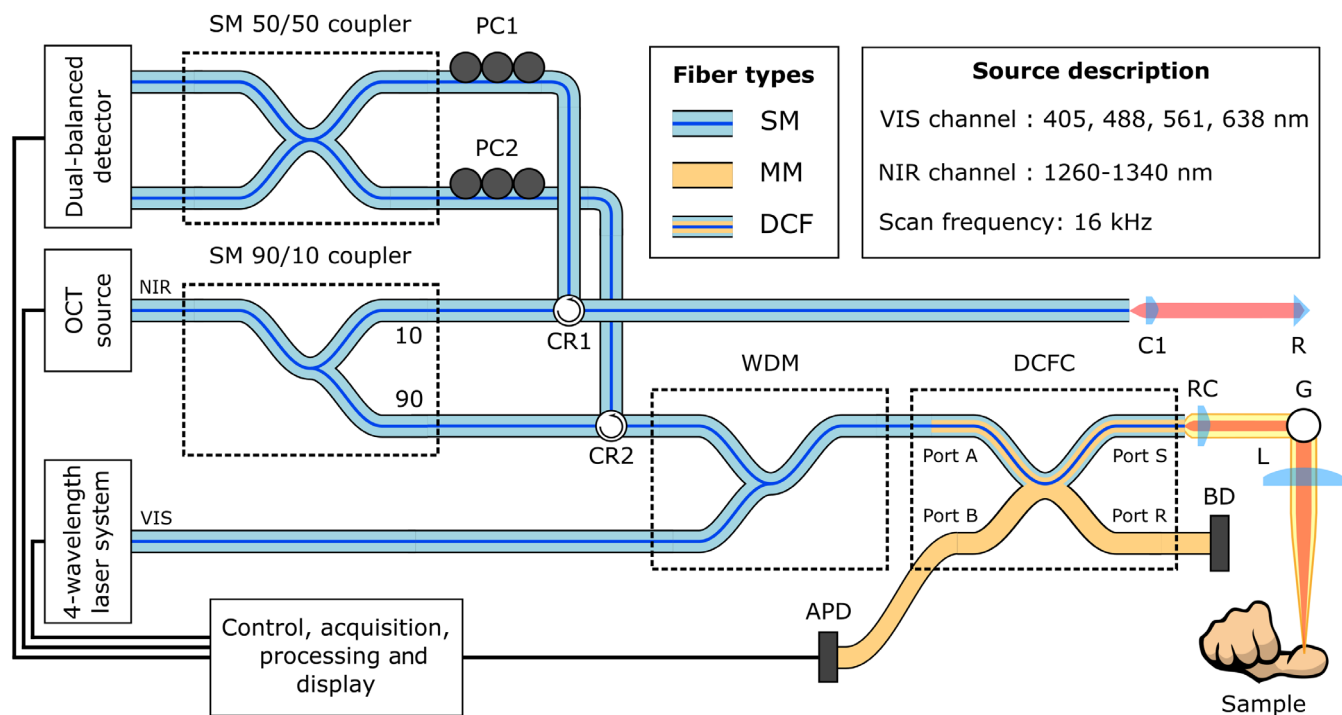 SM 50/50 coupler
PC1
PC2
Dual-balanced
detector
Fiber types
SM
MM
DCF
Source description
VIS channel : 405, 488, 561, 638 nm
NIR channel : 1260-1340 nm
Scan frequency: 16 kHz
SM 90/10 coupler
OCT
source
NIR
10
90
CR1
CR2
C1
R
WDM
DCFC
RC
G
L
Port A
Port S
Port B
Port R
BD
4-wavelength
laser system
VIS
APD
Control, acquisition,
processing and
display
Sample